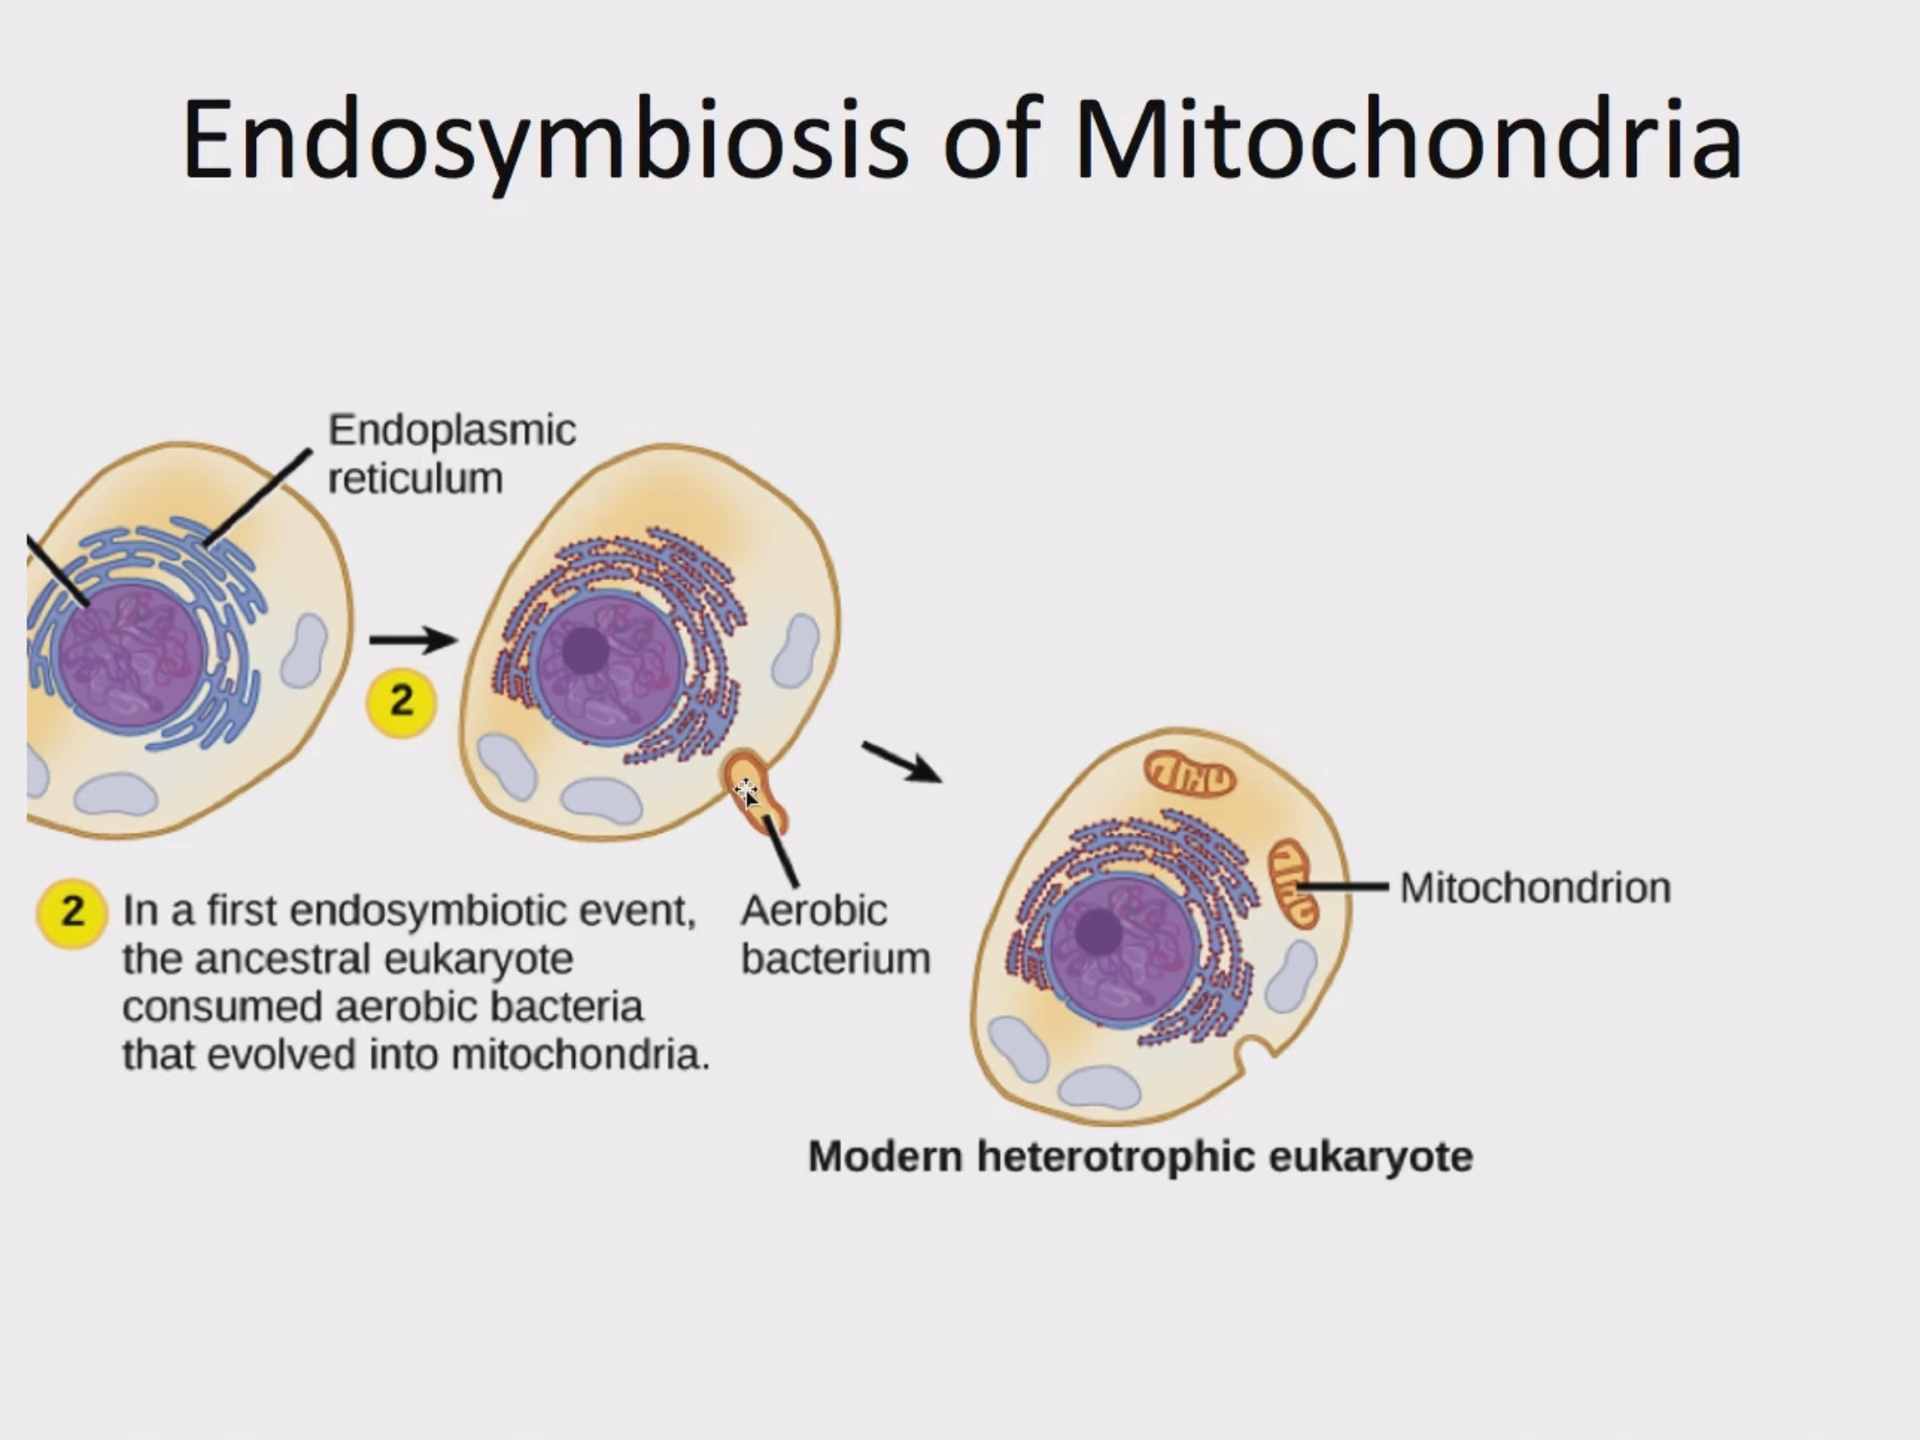 Endosymbiosis of Mitochondria
Endoplasmic
reticulum
2
2 In a first endosymbiotic event,
the ancestral eukaryote
consumed aerobic bacteria
that evolved into mitochondria.
Aerobic
bacterium
Mitochondrion
Modern heterotrophic eukaryote